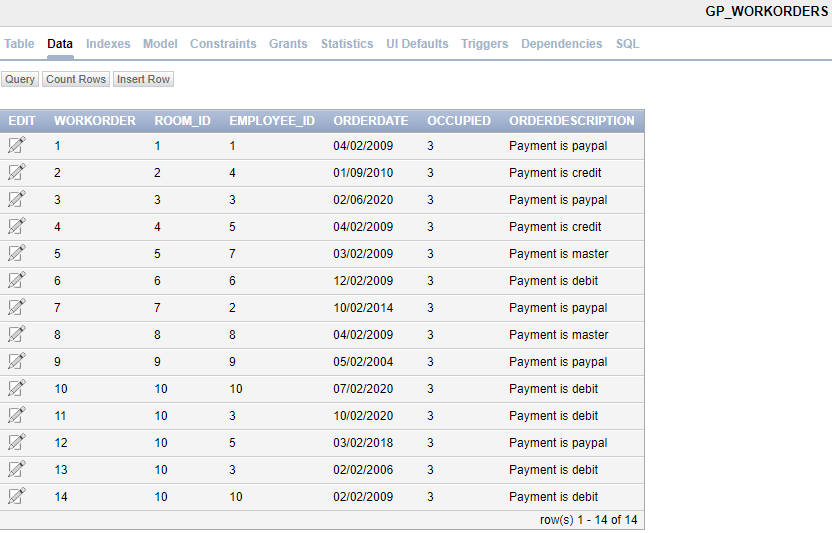 GP_WORKORDERS
Table Data Indexes Model Constraints Grants Statistics UI Defaults Triggers Dependencies SQL
Query Count Rows Insert Row
EDIT WORKORDER ROOM_ID EMPLOYEE_ID ORDERDATE OCCUPIED ORDERDESCRIPTION
1 1 1 04/02/2009 3 Payment is paypal
2 2 4 01/09/2010 3 Payment is credit
3 3 3 02/06/2020 3 Payment is paypal
4 4 5 04/02/2009 3 Payment is credit
5 5 7 03/02/2009 3 Payment is master
6 6 6 12/02/2009 3 Payment is debit
7 7 2 10/02/2014 3 Payment is paypal
8 8 8 04/02/2009 3 Payment is master
9 9 9 05/02/2004 3 Payment is paypal
10 10 10 07/02/2020 3 Payment is debit
11 10 3 10/02/2020 3 Payment is debit
12 10 5 03/02/2018 3 Payment is paypal
13 10 3 02/02/2006 3 Payment is debit
14 10 10 02/02/2009 3 Payment is debit
row(s) 1 - 14 of 14